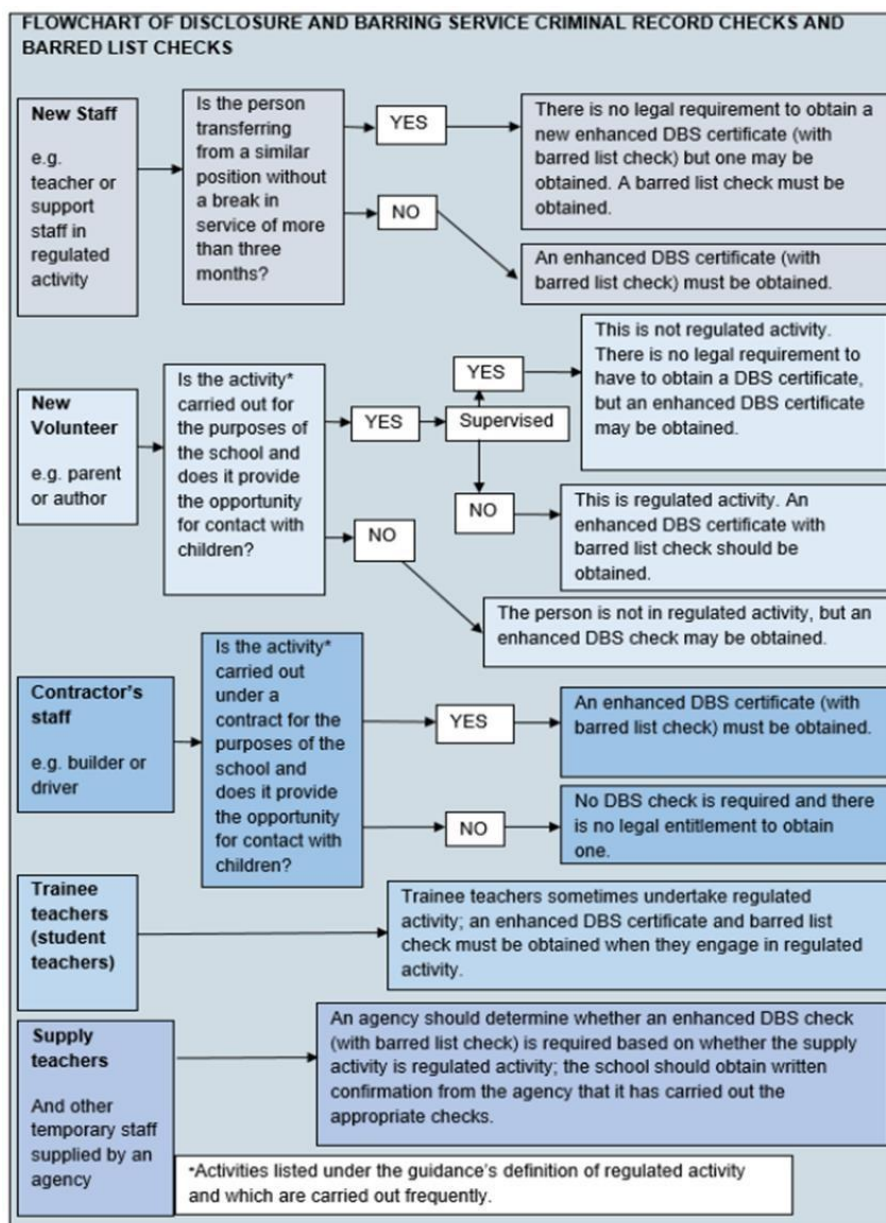 FLOWCHART OF DISCLOSURE AND BARRING SERVICE CRIMINAL RECORD CHECKS AND
BARRED LIST CHECKS
New Staff
e.g.
teacher or
support
staff in
regulated
activity
Is the person
transferring
from a similar
position without
a break in
service of more
than three
months?
YES
There is no legal requirement to obtain a
new enhanced DBS certificate (with
barred list check) but one may be
obtained. A barred list check must be
obtained.
NO
An enhanced DBS certificate (with
barred list check) must be obtained.
New
Volunteer
e.g. parent
or author
Is the activity*
carried out for
the purposes of
the school and
does it provide
the opportunity
for contact with
children?
YES
Supervised
YES
This is not regulated activity.
There is no legal requirement to
have to obtain a DBS certificate,
but an enhanced DBS certificate
may be obtained.
NO
This is regulated activity. An
enhanced DBS certificate with
barred list check should be
obtained.
NO
The person is not in regulated activity, but an
enhanced DBS check may be obtained.
Contractor's
staff
e.g. builder or
driver
Is the activity*
carried out
under a
contract for the
purposes of the
school and
does it provide
the opportunity
for contact with
children?
YES
An enhanced DBS certificate (with
barred list check) must be obtained.
NO
No DBS check is required and there
is no legal entitlement to obtain
one.
Trainee
teachers
(student
teachers)
Trainee teachers sometimes undertake regulated
activity; an enhanced DBS certificate and barred list
check must be obtained when they engage in regulated
activity.
Supply
teachers
And other
temporary staff
supplied by an
agency
An agency should determine whether an enhanced DBS check
(with barred list check) is required based on whether the supply
activity is regulated activity; the school should obtain written
confirmation from the agency that it has carried out the
appropriate checks.
*Activities listed under the guidance's definition of regulated activity
and which are carried out frequently.